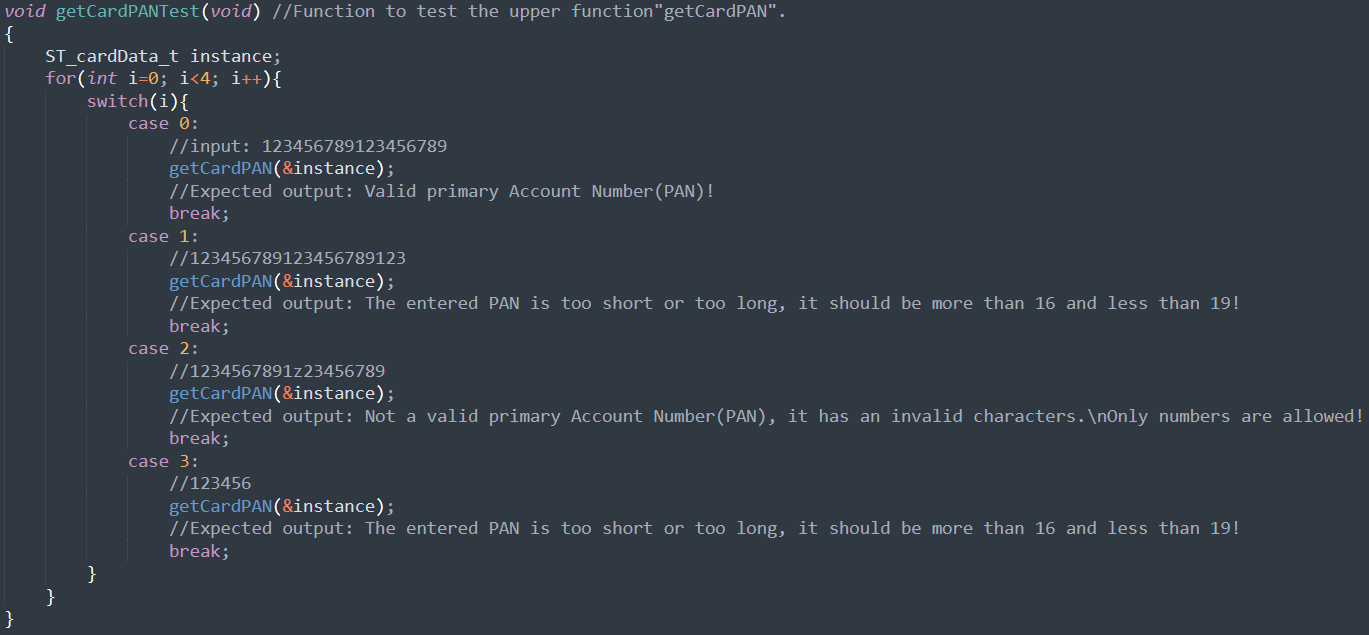 void getCardPANTest(void) //Function to test the upper function"getCardPAN".
{
    ST_cardData_t instance;
    for(int i=0; i<4; i++){
        switch(i){
            case 0:
                //input: 123456789123456789
                getCardPAN(&instance);
                //Expected output: Valid primary Account Number(PAN)!
                break;
            case 1:
                //123456789123456789123
                getCardPAN(&instance);
                //Expected output: The entered PAN is too short or too long, it should be more than 16 and less than 19!
                break;
            case 2:
                //1234567891z23456789
                getCardPAN(&instance);
                //Expected output: Not a valid primary Account Number(PAN), it has an invalid characters.\nOnly numbers are allowed!
                break;
            case 3:
                //123456
                getCardPAN(&instance);
                //Expected output: The entered PAN is too short or too long, it should be more than 16 and less than 19!
                break;
        }
    }
}